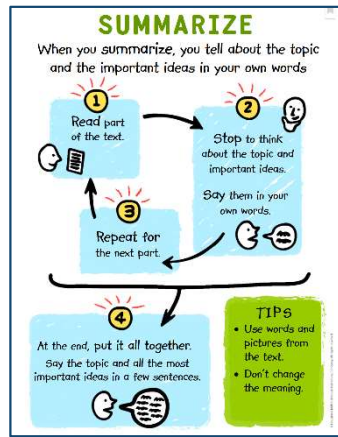 SUMMARIZE
When you summarize, you tell about the topic
and the important ideas in your own words
1
Read part
of the text.
2
Stop to think
about the topic and
important ideas.
Say them in your
own words.
3
Repeat for
the next part.
4
At the end, put it all together.
Say the topic and all the most
important ideas in a few sentences.
TIPS
• Use words and
pictures from
the text.
• Don't change
the meaning.